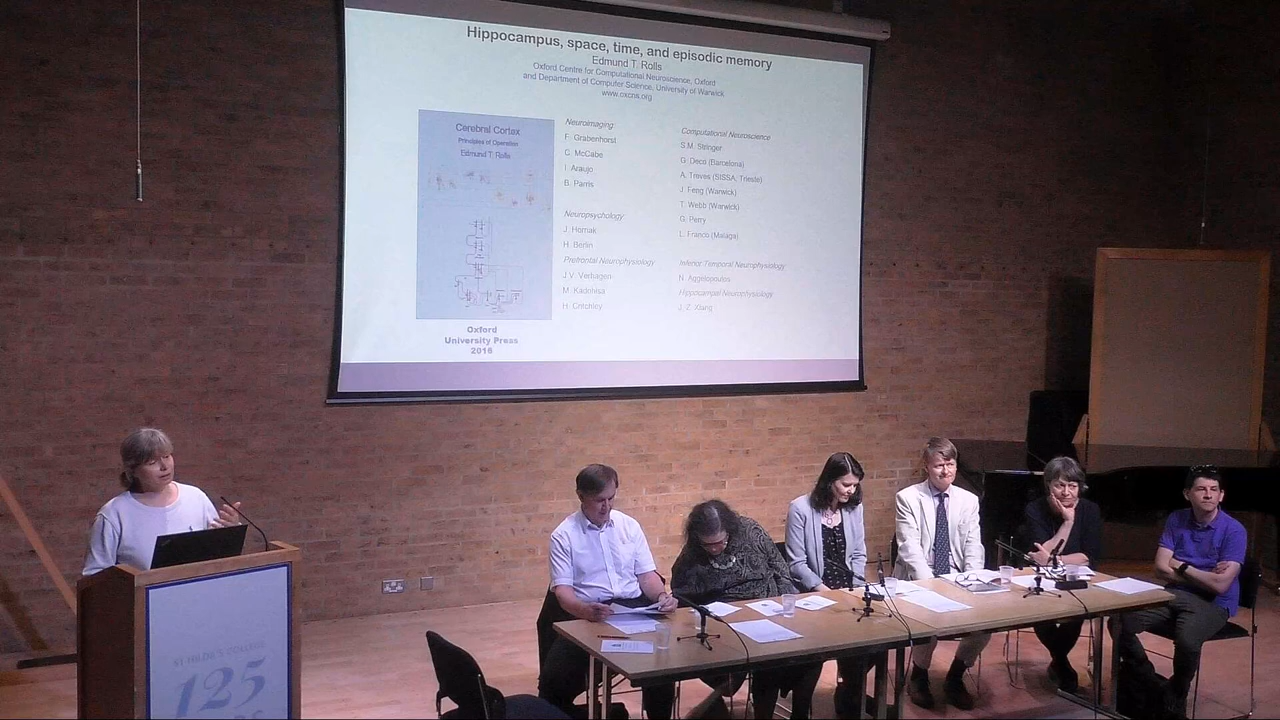 Hippocampus, space, time, and episodic memory
Edmund T. Rolls
Oxford Centre for Computational Neuroscience, Oxford
and Department of Computer Science, University of Warwick
www.oxcns.org
Cerebral Cortex
Principles of Operation
Edmund T. Rolls
Oxford
University Press
2016
Neuroimaging
F. Grabenhorst
C. McCabe
I. Araujo
B. Parris
Neuropsychology
J. Hornak
H. Berlin
Prefrontal Neurophysiology
J.V. Verhagen
M. Kadohisa
H. Critchley
Computational Neuroscience
S.M. Stringer
G. Deco (Barcelona)
A. Treves (SISSA, Trieste)
J. Feng (Warwick)
T. Webb (Warwick)
G. Perry
L. Franco (Malaga)
Inferior Temporal Neurophysiology
N. Aggelopoulos
Hippocampal Neurophysiology
J. Z. Xiang
ST HILDA'S COLLEGE
125